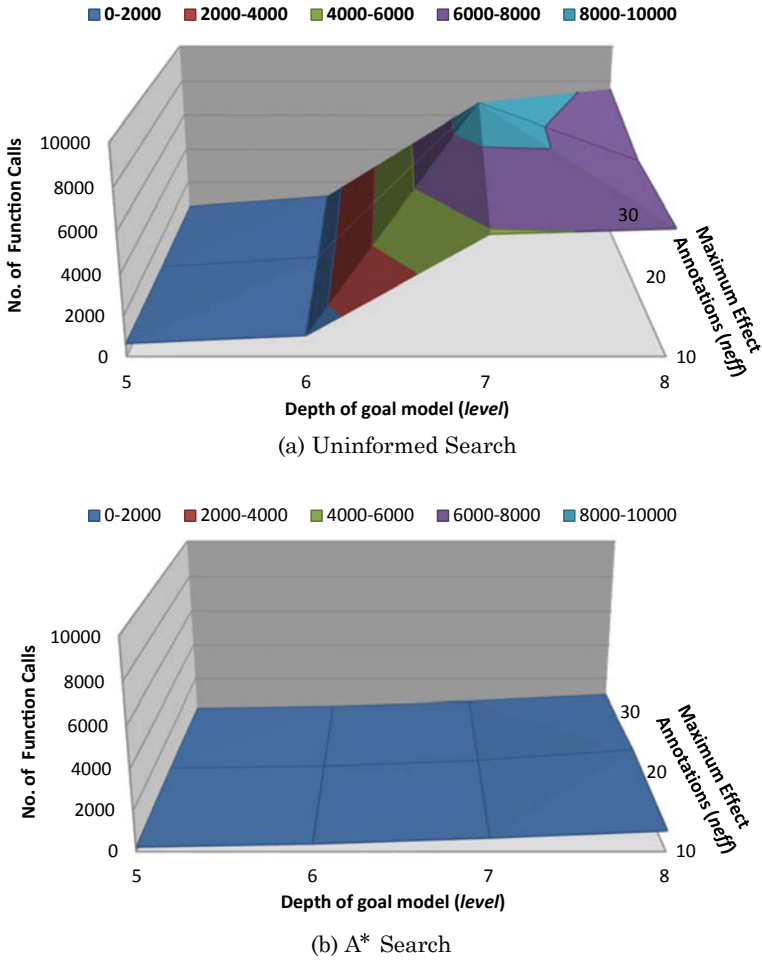 0-2000 2000-4000 4000-6000 6000-8000 8000-10000
10000
8000
6000
4000
2000
0
No. of Function Calls
5 6 7 8
Depth of goal model (level)
30
20
10
Maximum Effect
Annotations (neff)
(a) Uninformed Search
0-2000 2000-4000 4000-6000 6000-8000 8000-10000
10000
8000
6000
4000
2000
0
No. of Function Calls
5 6 7 8
Depth of goal model (level)
30
20
10
Maximum Effect
Annotations (neff)
(b) A* Search